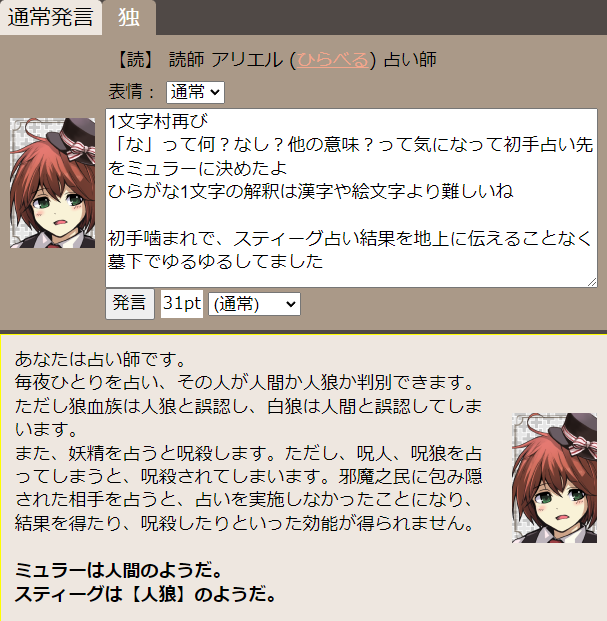 通常発言 独
【読】 読師 アリエル (ひらべる) 占い師
表情： 通常
1文字村再び
「な」って何？なし？他の意味？って気になって初手占い先
をミュラーに決めたよ
ひらがな1文字の解釈は漢字や絵文字より難しいね
初手噛まれで、スティーグ占い結果を地上に伝えることなく
墓下でゆるゆるしてました
発言 31pt (通常)
あなたは占い師です。
毎夜ひとりを占い、その人が人間か人狼か判別できます。
ただし狼血族は人狼と誤認し、白狼は人間と誤認してしま
います。
また、妖精を占うと呪殺します。ただし、呪人、呪狼を占
ってしまうと、呪殺されてしまいます。邪魔之民に包み隠
された相手を占うと、占いを実施しなかったことになり、
結果を得たり、呪殺したりといった効能が得られません。
ミュラーは人間のようだ。
スティーグは【人狼】のようだ。